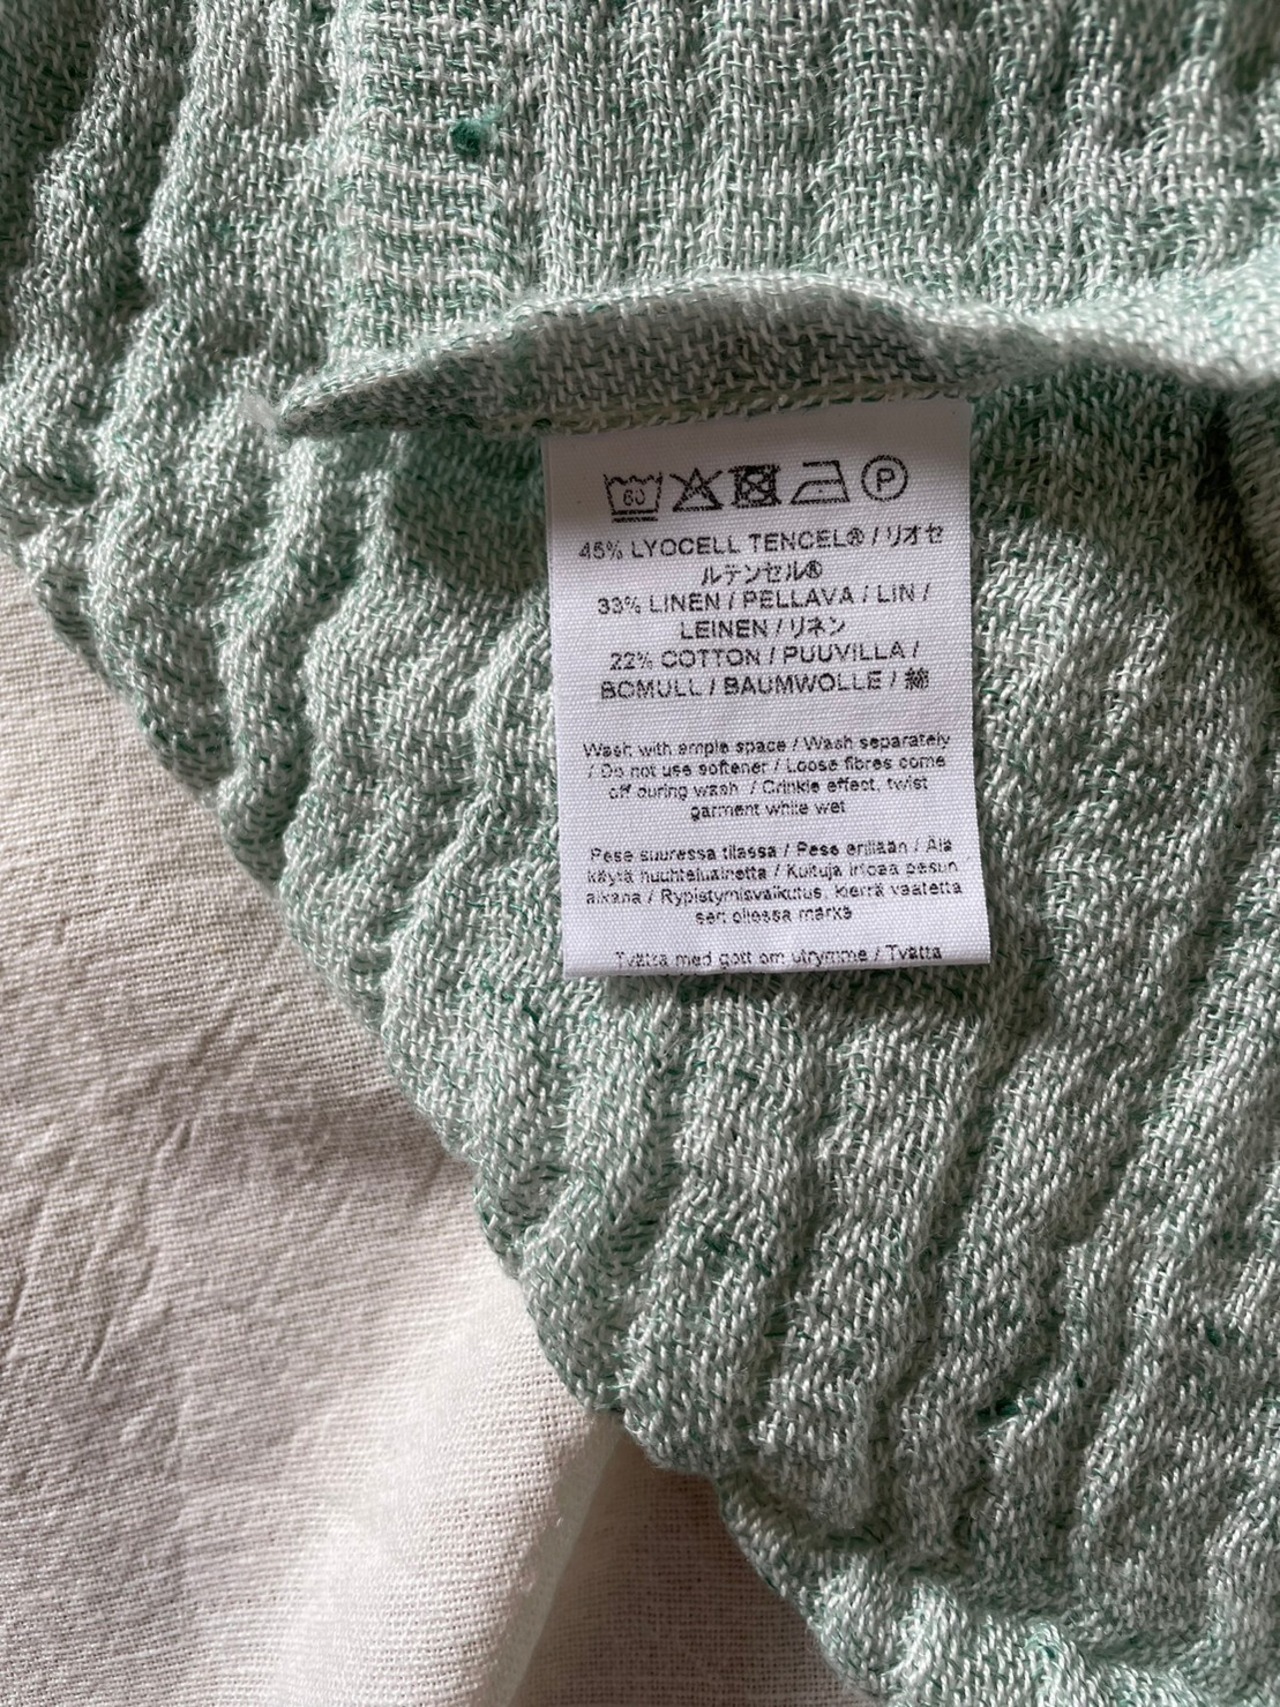 60
P
45% LYOCELL TENCEL® / リオセ
ルテンセル®
33% LINEN / PELLAVA / LIN /
LEINEN / リネン
22% COTTON / PUUVILLA /
BOMULL / BAUMWOLLE / 綿
Wash with ample space / Wash separately
/ Do not use softener / Loose fibres come
off during wash / Crinkle effect, twist
garment while wet
Pese suuressa tilassa / Pese erillään / Älä
käytä huuhteluainetta / Kuituja irtoaa pesun
aikana / Rypistymisvaikutus, kierrä vaatetta
sen ollessa märkä
Tvätta med gott om utrymme / Tvätta